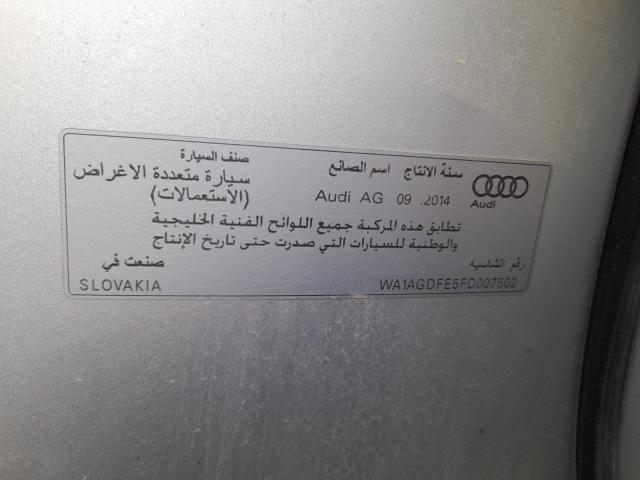 صنف السيارة
سيارة متعددة الاغراض
(الاستعمالات)
سنة الانتاج
09 .2014
اسم الصانع
Audi AG
Audi
تطابق هذه المركبة جميع اللوائح الفنية الخليجية
والوطنية للسيارات التي صدرت حتى تاريخ الإنتاج
رقم الشاسيه
WA1AGDFE5FD007502
صنعت في
SLOVAKIA